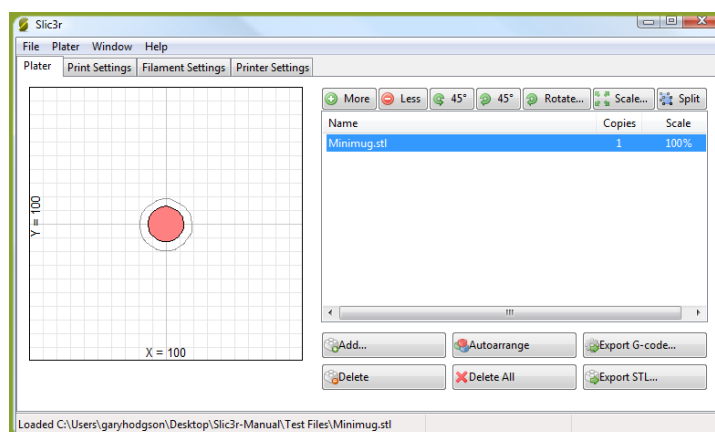 Slic3r
File Plater Window Help
Plater Print Settings Filament Settings Printer Settings
More Less 45° 45° Rotate... Scale... Split
Name Copies Scale
Minimug.stl 1 100%
Y = 100
X = 100
Add... Autoarrange Export G-code...
Delete Delete All Export STL...
Loaded C:\Users\garyhodgson\Desktop\Slic3r-Manual\Test Files\Minimug.stl